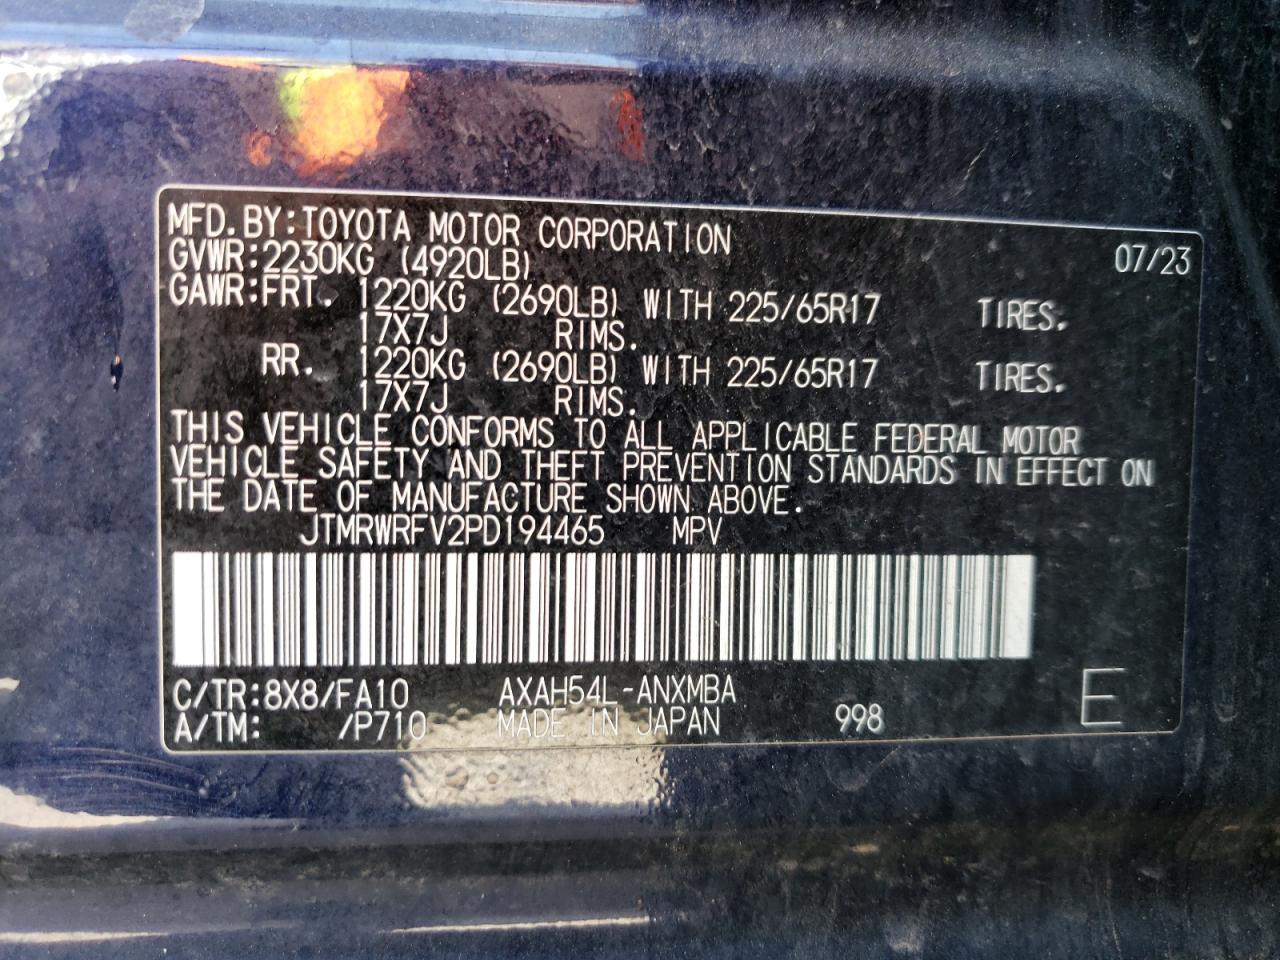 MFD.BY:TOYOTA MOTOR CORPORATION 07/23
GVWR:2230KG (4920LB)
GAWR:FRT. 1220KG (2690LB) WITH 225/65R17 TIRES.
17X7J RIMS.
RR. 1220KG (2690LB) WITH 225/65R17 TIRES.
17X7J RIMS.
THIS VEHICLE CONFORMS TO ALL APPLICABLE FEDERAL MOTOR
VEHICLE SAFETY AND THEFT PREVENTION STANDARDS IN EFFECT ON
THE DATE OF MANUFACTURE SHOWN ABOVE.
JTMRWRFV2PD194465 MPV
C/TR:8X8/FA10 AXAH54L-ANXMBA
A/TM: /P710 MADE IN JAPAN 998 E